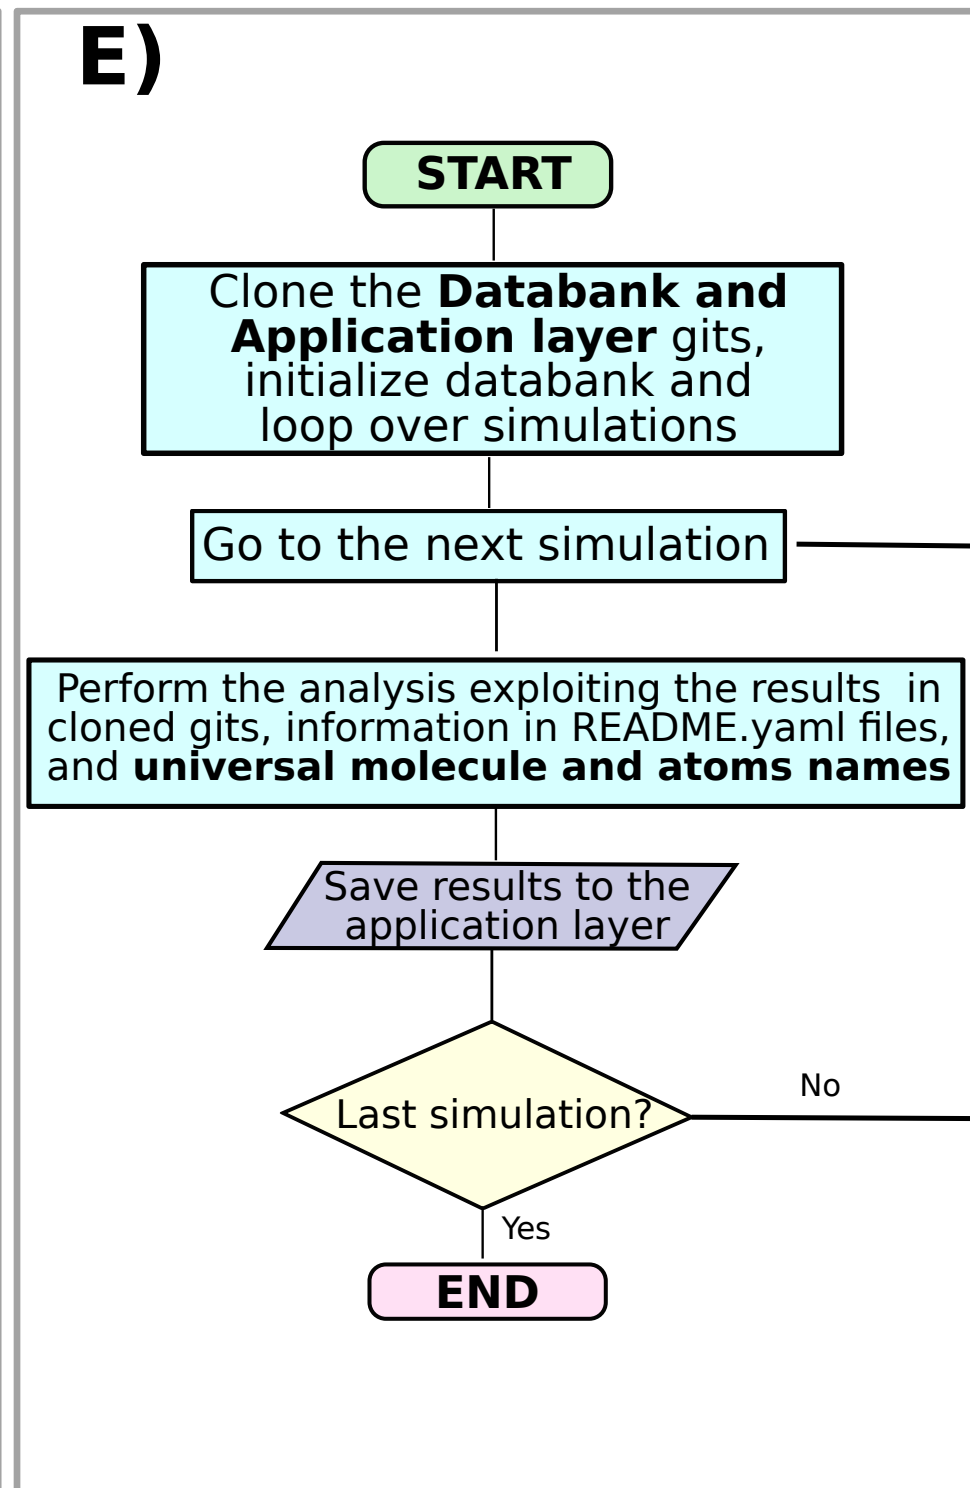 E)
START
Clone the Databank and
Application layer gits,
initialize databank and
loop over simulations
Go to the next simulation
Perform the analysis exploiting the results  in
cloned gits, information in README.yaml files,
and universal molecule and atoms names
Save results to the
application layer
Last simulation?
No
Yes
END